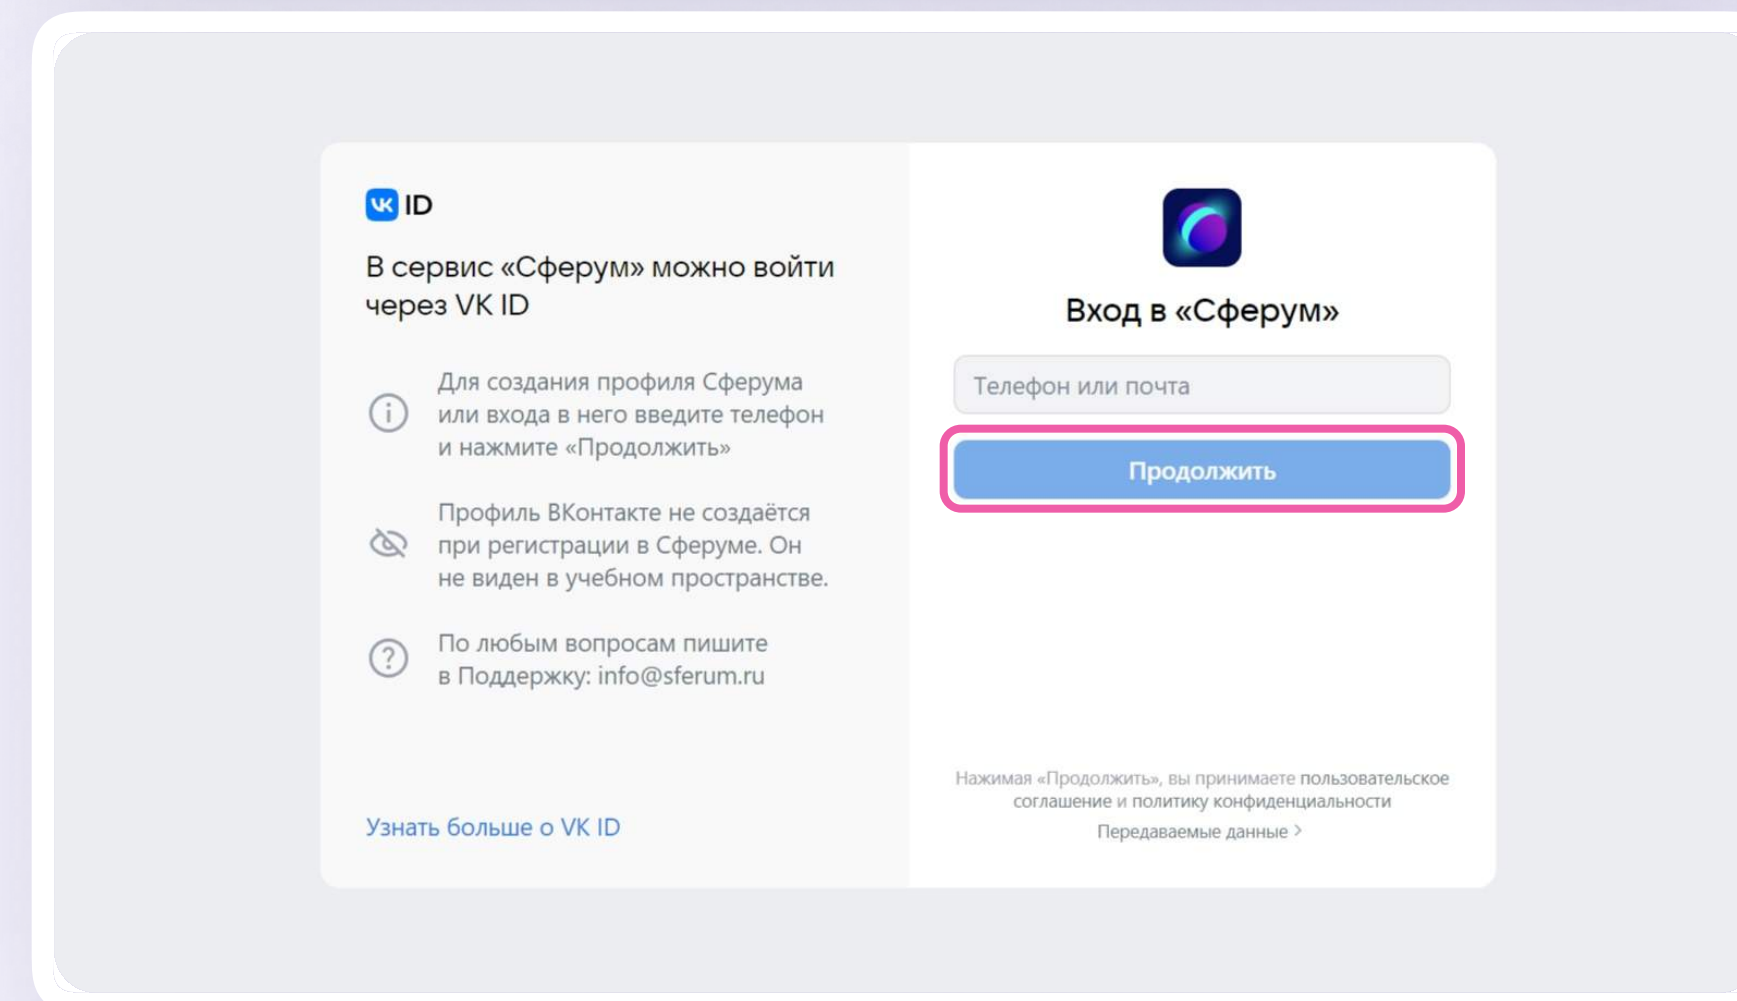 VK ID
В сервис «Сферум» можно войти
через VK ID
Для создания профиля Сферума
или входа в него введите телефон
и нажмите «Продолжить»
Профиль ВКонтакте не создаётся
при регистрации в Сферуме. Он
не виден в учебном пространстве.
По любым вопросам пишите
в Поддержку: info@sferum.ru
Узнать больше о VK ID
Вход в «Сферум»
Телефон или почта
Продолжить
Нажимая «Продолжить», вы принимаете пользовательское
соглашение и политику конфиденциальности
Передаваемые данные >